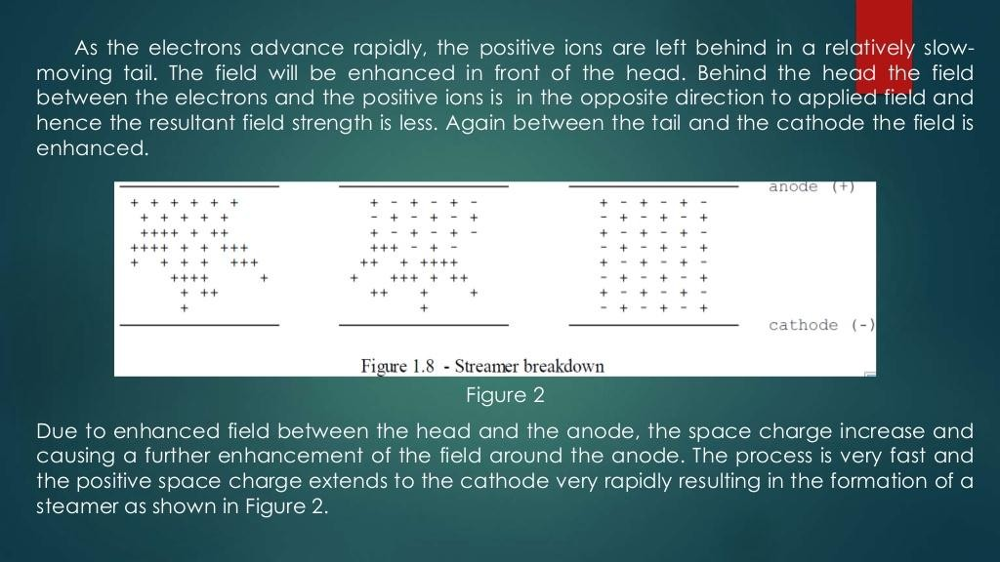 As the electrons advance rapidly, the positive ions are left behind in a relatively slow-
moving tail. The field will be enhanced in front of the head. Behind the head the field
between the electrons and the positive ions is in the opposite direction to applied field and
hence the resultant field strength is less. Again between the tail and the cathode the field is
enhanced.
anode (+)
+ + + + + + + - + - + - + - + - + -
+ + + + + - + - + - + - + - + - +
++++ + ++ + - + - + - + - + - + -
++++ + + +++ +++ - + - - + - + - +
+ + + + +++ ++ + ++++ + - + - + -
++++ + + +++ + ++ - + - + - +
+ ++ ++ + + + - + - + -
+ + - + - + - +
cathode (-)
Figure 1.8 - Streamer breakdown
Figure 2
Due to enhanced field between the head and the anode, the space charge increase and
causing a further enhancement of the field around the anode. The process is very fast and
the positive space charge extends to the cathode very rapidly resulting in the formation of a
steamer as shown in Figure 2.